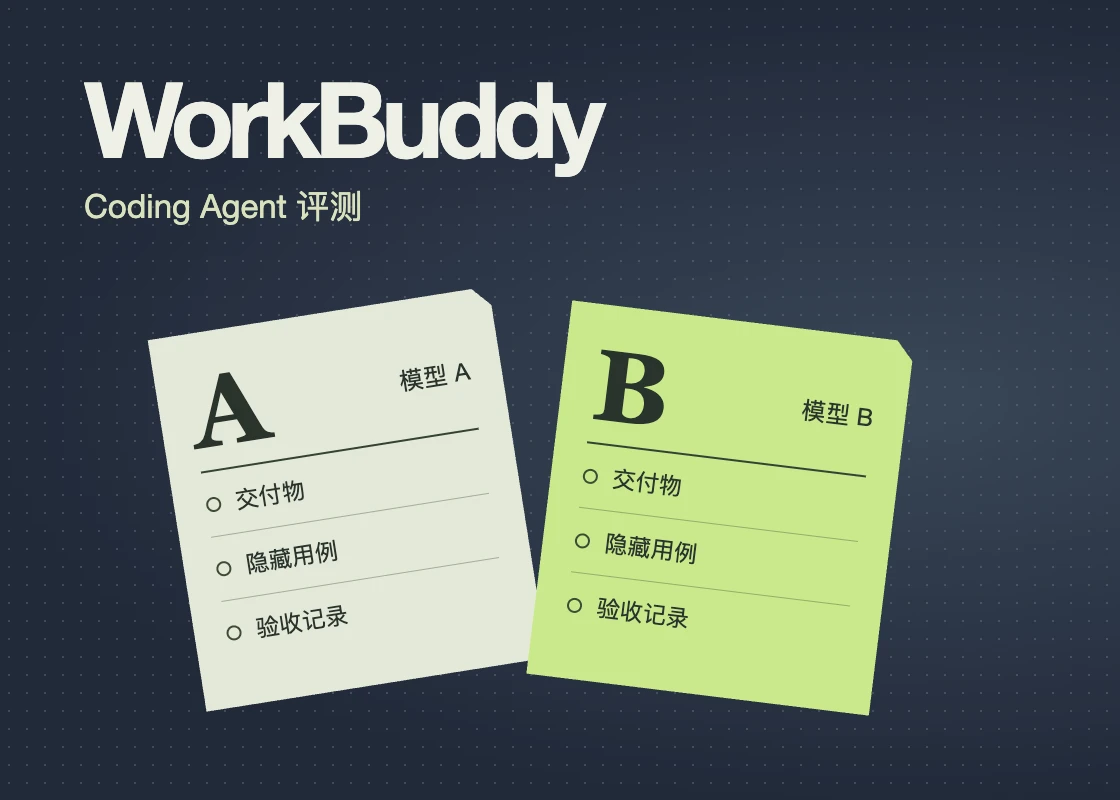 WorkBuddy
Coding Agent 评测
A
模型 A
交付物
隐藏用例
验收记录
B
模型 B
交付物
隐藏用例
验收记录